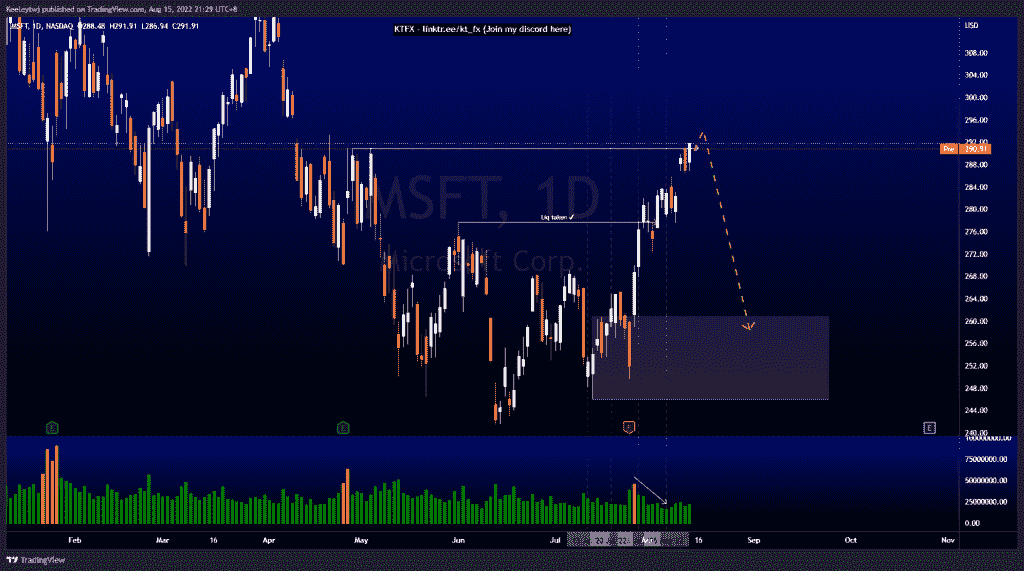 Keeleytwj published on TradingView.com, Aug 15, 2022 21:29 UTC+8
MSFT, 1D, NASDAQ O288.48 H291.91 L286.94 C291.91
KTFX - linktr.ee/kt_fx (Join my discord here)
USD
308.00
304.00
300.00
296.00
292.00
Pre 290.91
288.00
284.00
280.00
276.00
272.00
268.00
264.00
260.00
256.00
252.00
248.00
244.00
240.00
MSFT, 1D
Microsoft Corp.
Liq taken ✓
E
E
E
E
100000000.00
75000000.00
50000000.00
25000000.00
0.00
Feb Mar 16 Apr May Jun Jul Aug 16 Sep Oct Nov
TradingView